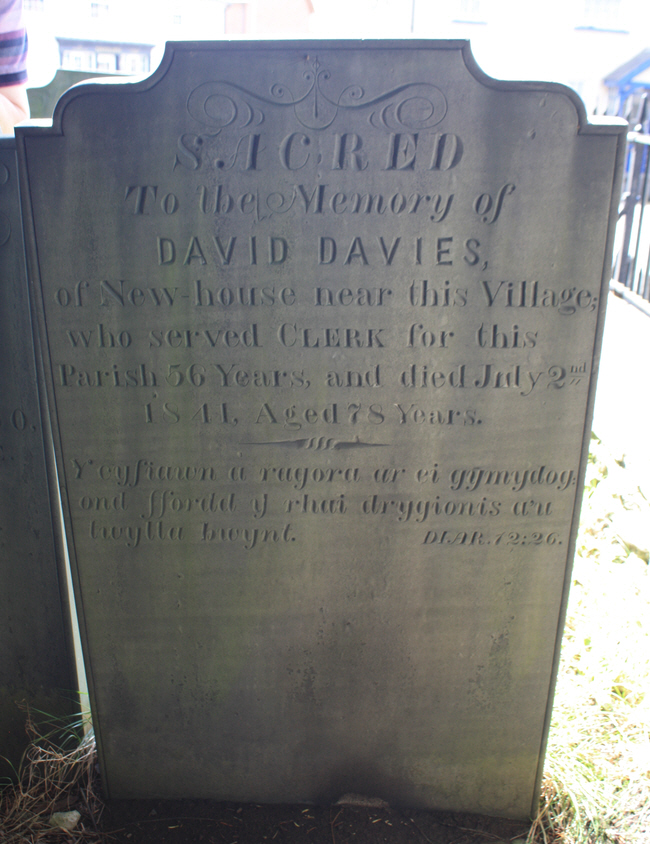 SACRED
To the Memory of
DAVID DAVIES,
of New-house near this Village;
who served CLERK for this
Parish 56 Years, and died July 2nd
1841, Aged 78 Years.
Y cyfiawn a ragora ar ei gymydog;
ond ffordd y rhai drygionis a'u
twylla hwynt. DIAR. 12:26.